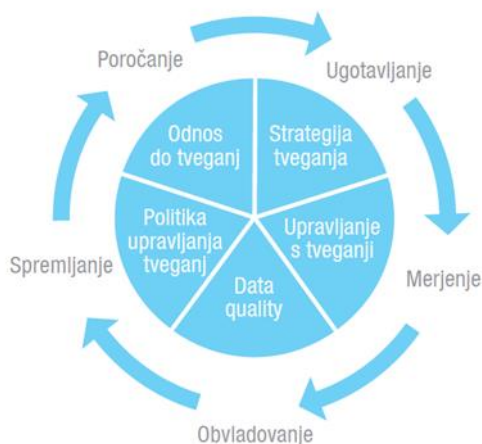 Poročanje
Ugotavljanje
Odnos
do tveganj
Strategija
tveganja
Politika
upravljanja
tveganj
Upravljanje
s tveganji
Spremljanje
Merjenje
Data
quality
Obvladovanje